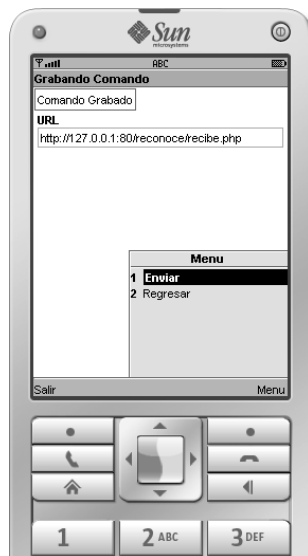 Sun
microsystems
ABC
Grabando Comando
Comando Grabado
URL
http://127.0.0.1:80/reconoce/recibe.php
Menu
1 Enviar
2 Regresar
Salir Menu
1 2 ABC 3 DEF